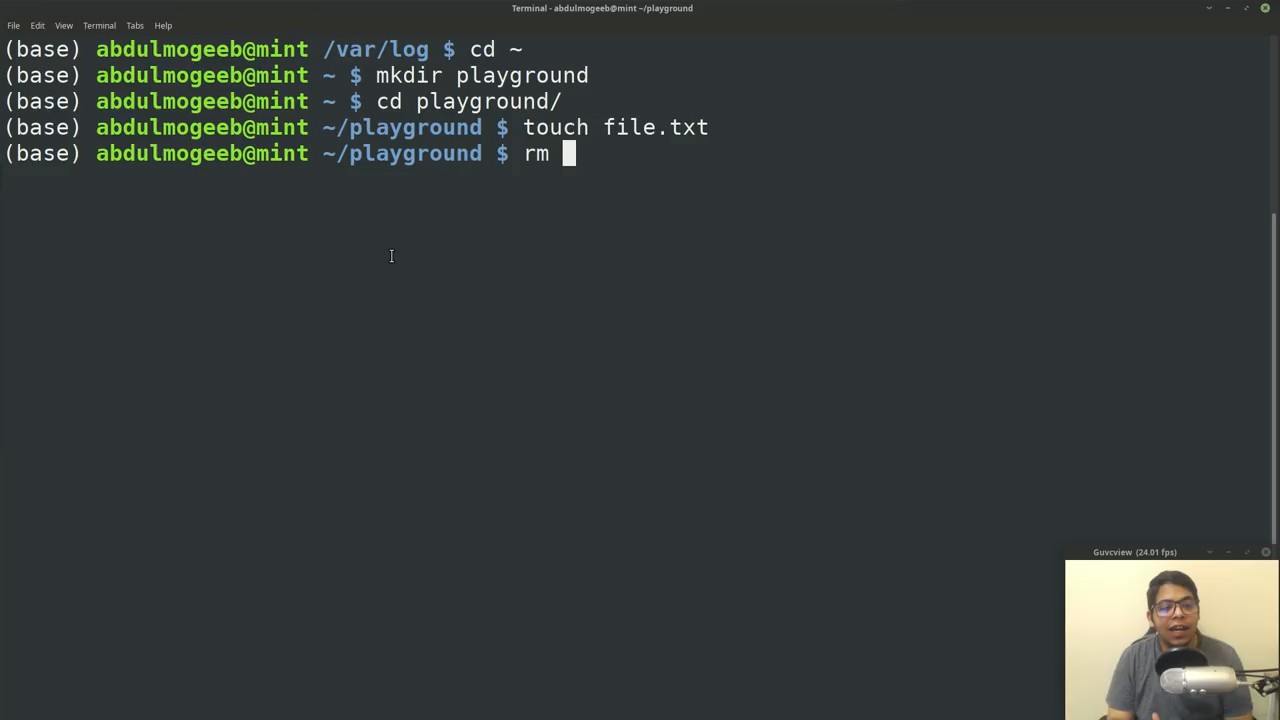 Terminal - abdulmogeeb@mint ~/playground
File Edit View Terminal Tabs Help
(base) abdulmogeeb@mint /var/log $ cd ~
(base) abdulmogeeb@mint ~ $ mkdir playground
(base) abdulmogeeb@mint ~ $ cd playground/
(base) abdulmogeeb@mint ~/playground $ touch file.txt
(base) abdulmogeeb@mint ~/playground $ rm
Guvcview (24.01 fps)